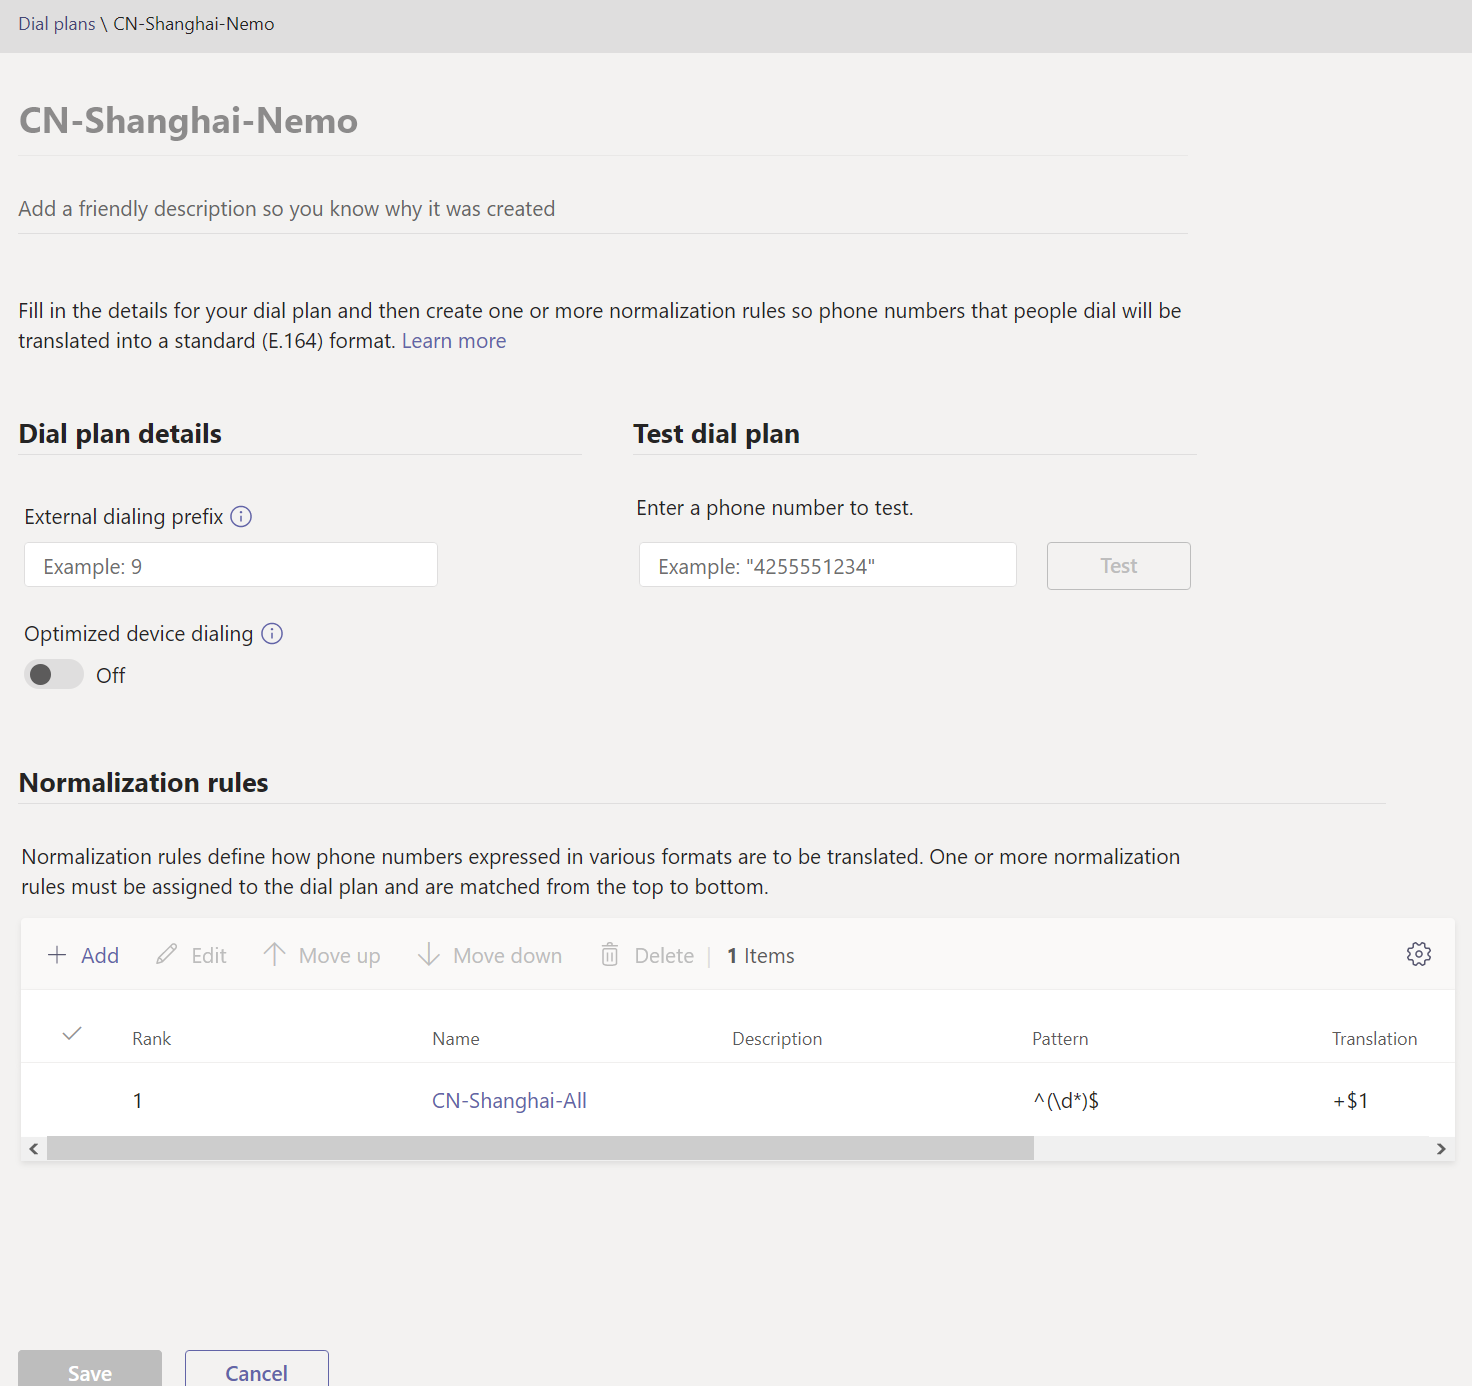 Dial plans \ CN-Shanghai-Nemo
CN-Shanghai-Nemo
Add a friendly description so you know why it was created
Fill in the details for your dial plan and then create one or more normalization rules so phone numbers that people dial will be
translated into a standard (E.164) format. Learn more
Dial plan details
Test dial plan
External dialing prefix
Enter a phone number to test.
Example: 9
Example: "4255551234"
Test
Optimized device dialing
Off
Normalization rules
Normalization rules define how phone numbers expressed in various formats are to be translated. One or more normalization
rules must be assigned to the dial plan and are matched from the top to bottom.
+ Add Edit Move up Move down Delete | 1 Items
Rank Name Description Pattern Translation
1 CN-Shanghai-All ^(\d*)$ +$1
Save Cancel